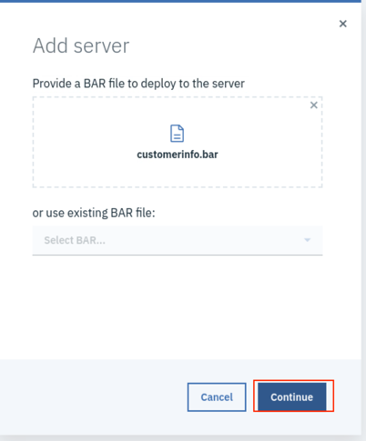 Add server
Provide a BAR file to deploy to the server
customerinfo.bar
or use existing BAR file:
Select BAR...
Cancel
Continue